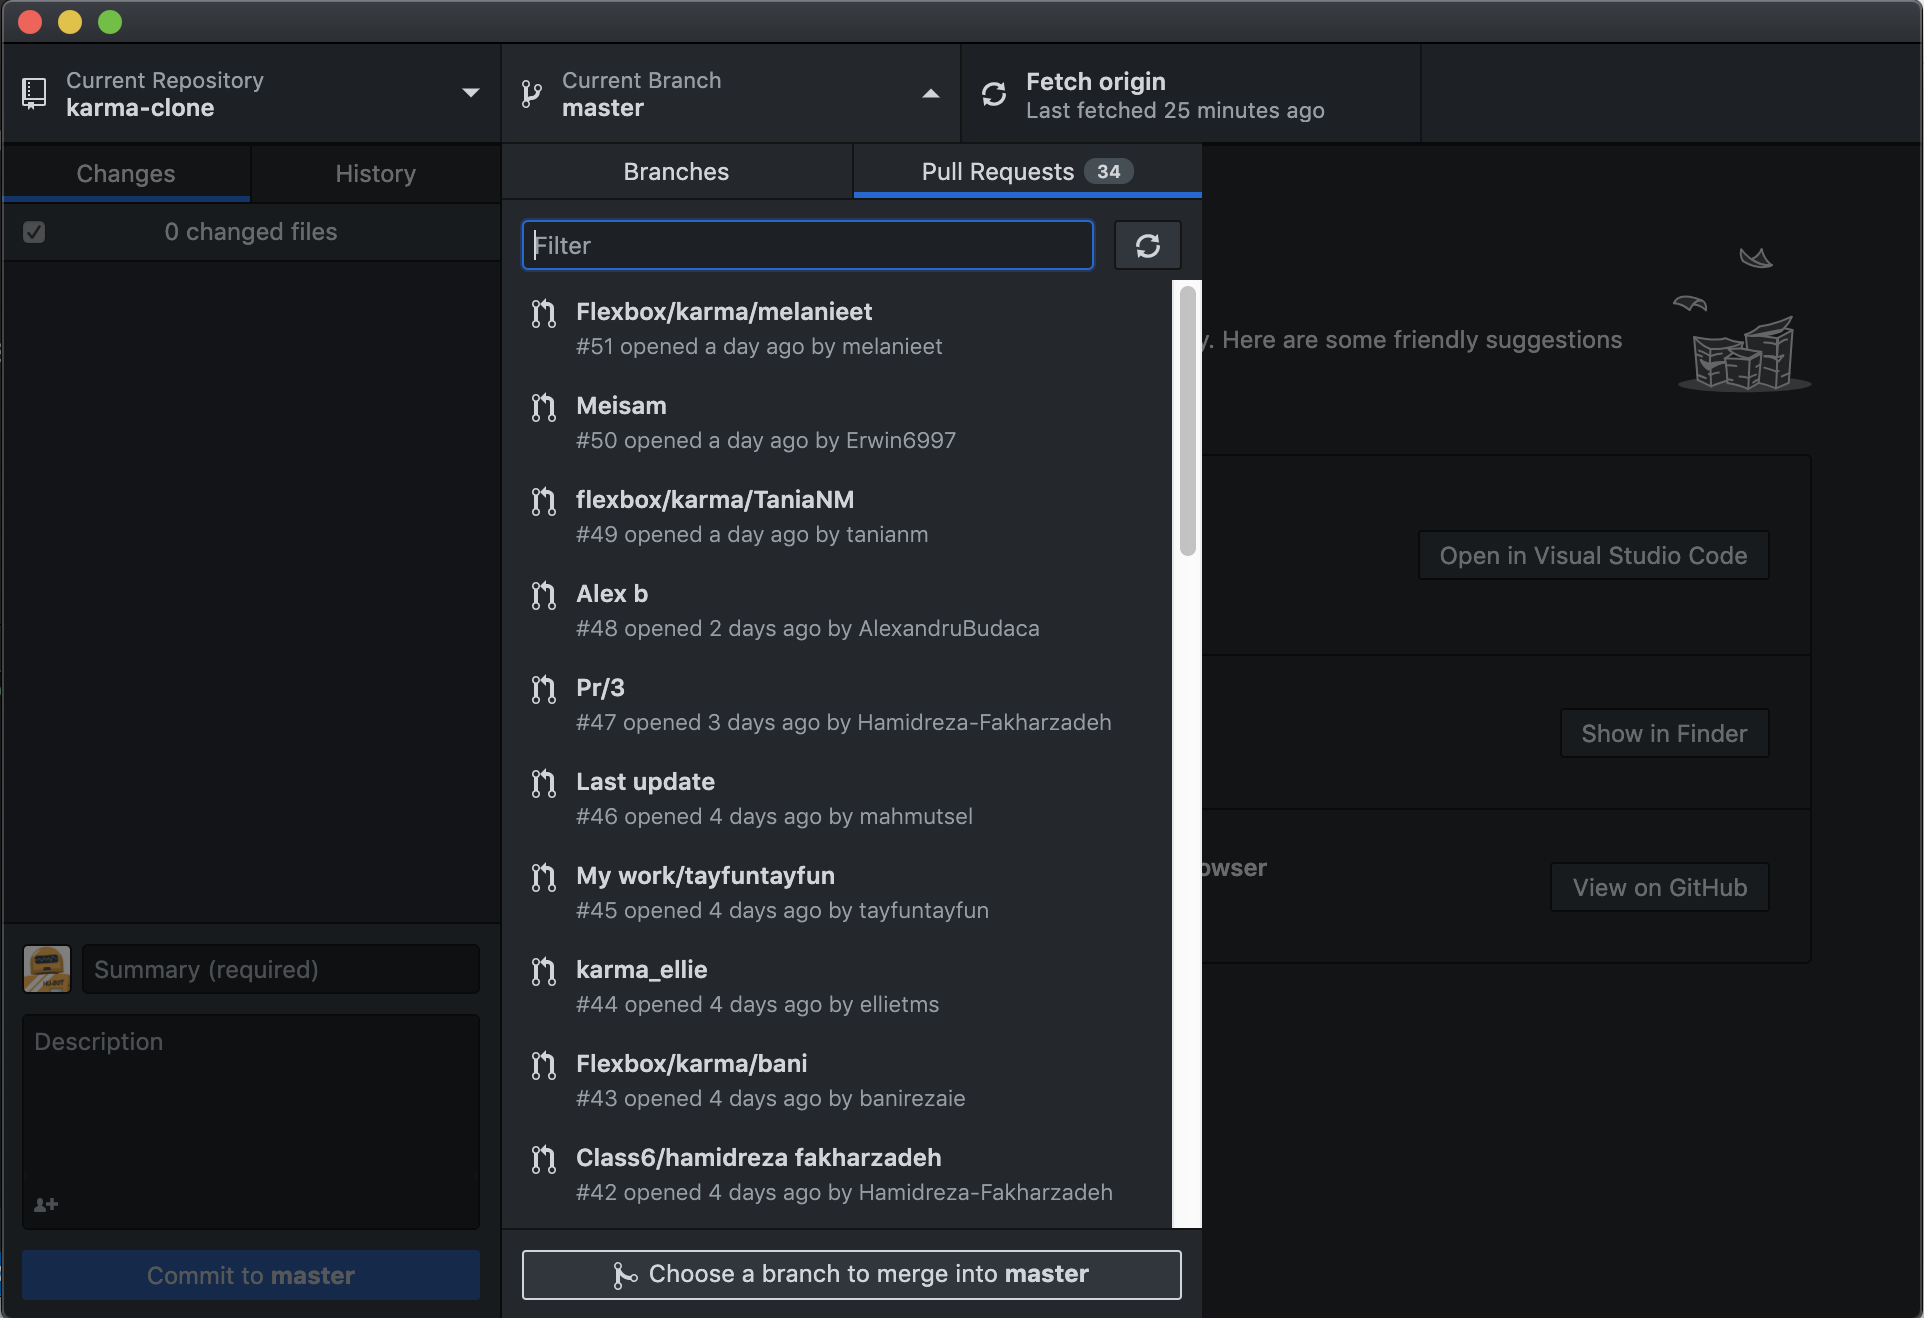 Current Repository
karma-clone
Current Branch
master
Fetch origin
Last fetched 25 minutes ago
Changes
History
Branches
Pull Requests 34
0 changed files
Filter
Flexbox/karma/melanieet
#51 opened a day ago by melanieet
Meisam
#50 opened a day ago by Erwin6997
flexbox/karma/TaniaNM
#49 opened a day ago by tanianm
Alex b
#48 opened 2 days ago by AlexandruBudaca
Pr/3
#47 opened 3 days ago by Hamidreza-Fakharzadeh
Last update
#46 opened 4 days ago by mahmutsel
My work/tayfuntayfun
#45 opened 4 days ago by tayfuntayfun
karma_ellie
#44 opened 4 days ago by ellietms
Flexbox/karma/bani
#43 opened 4 days ago by banirezaie
Class6/hamidreza fakharzadeh
#42 opened 4 days ago by Hamidreza-Fakharzadeh
Choose a branch to merge into master
y. Here are some friendly suggestions
Open in Visual Studio Code
Show in Finder
owser
View on GitHub
Summary (required)
Description
Commit to master